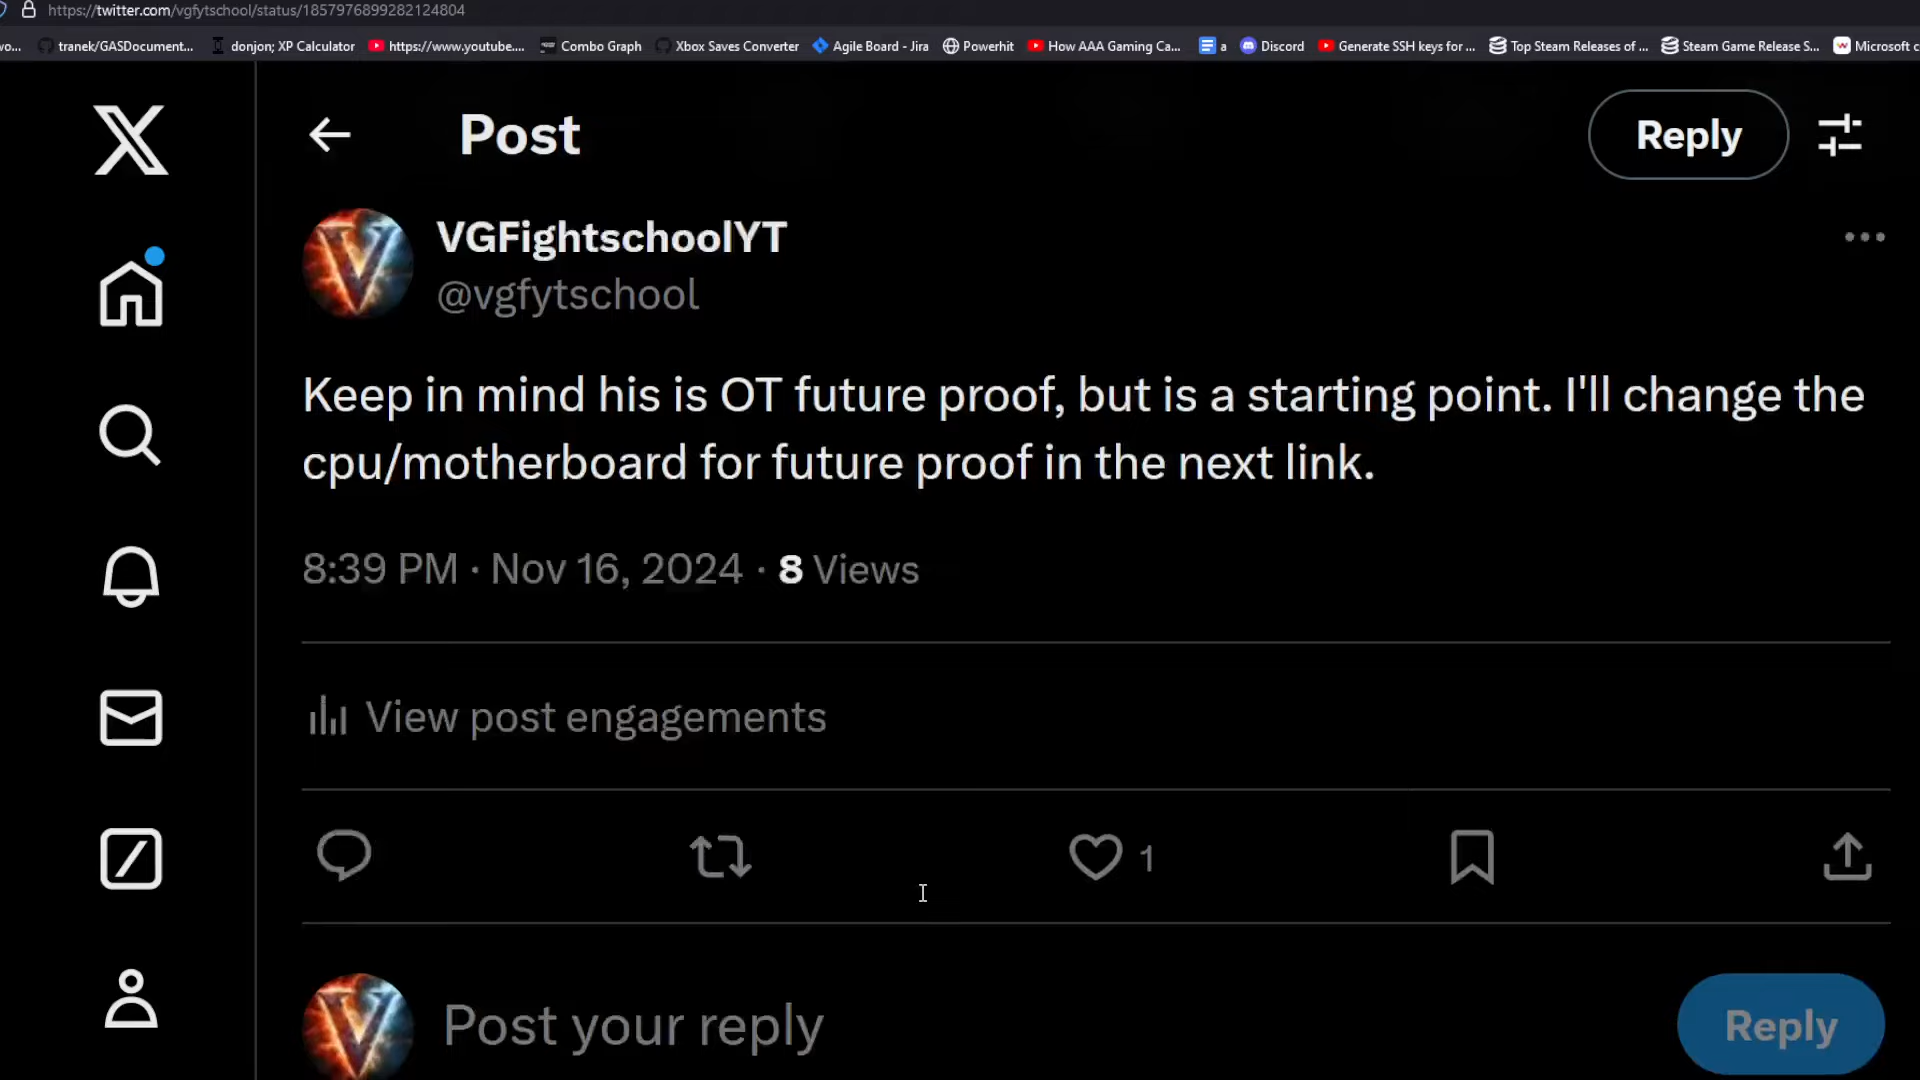 https://twitter.com/vgfytschool/status/1857976899282124804
wo... tranek/GASDocument... donjon; XP Calculator https://www.youtube.... Combo Graph Xbox Saves Converter Agile Board - Jira Powerhit How AAA Gaming Ca... a Discord Generate SSH keys for ... Top Steam Releases of ... Steam Game Release S... Microsoft c
Post
Reply
VGFightschoolYT
@vgfytschool
Keep in mind his is OT future proof, but is a starting point. I'll change the
cpu/motherboard for future proof in the next link.
8:39 PM · Nov 16, 2024 · 8 Views
View post engagements
1
Post your reply
Reply